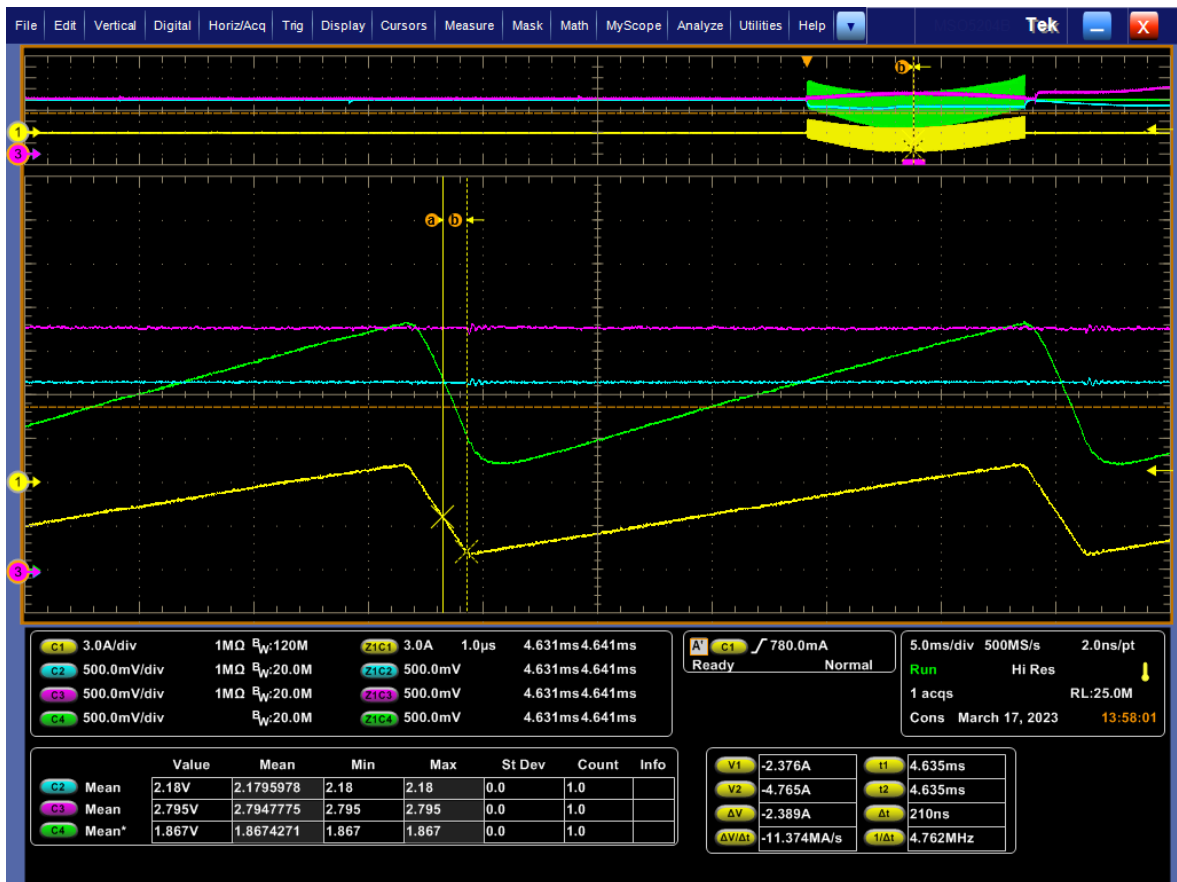 File Edit Vertical Digital Horiz/Acq Trig Display Cursors Measure Mask Math MyScope Analyze Utilities Help Tek X
b
1
3
a b
1
3
C1 3.0A/div 1MΩ BW:120M Z1C1 3.0A 1.0µs 4.631ms 4.641ms
C2 500.0mV/div 1MΩ BW:20.0M Z1C2 500.0mV 4.631ms 4.641ms
C3 500.0mV/div 1MΩ BW:20.0M Z1C3 500.0mV 4.631ms 4.641ms
C4 500.0mV/div BW:20.0M Z1C4 500.0mV 4.631ms 4.641ms
A' C1 780.0mA
Ready Normal
5.0ms/div 500MS/s 2.0ns/pt
Run Hi Res
1 acqs RL:25.0M
Cons March 17, 2023 13:58:01
Value Mean Min Max St Dev Count Info
C2 Mean 2.18V 2.1795978 2.18 2.18 0.0 1.0
C3 Mean 2.795V 2.7947775 2.795 2.795 0.0 1.0
C4 Mean* 1.867V 1.8674271 1.867 1.867 0.0 1.0
V1 -2.376A t1 4.635ms
V2 -4.765A t2 4.635ms
ΔV -2.389A Δt 210ns
ΔV/Δt -11.374MA/s 1/Δt 4.762MHz